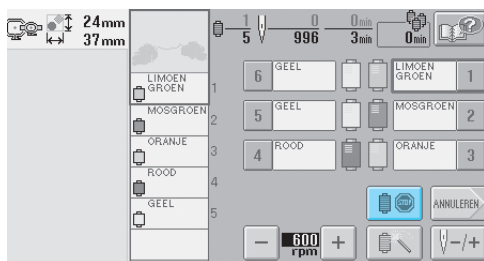 24mm
37mm
1
5
0
996
0min
3min
0min
LIMOEN
GROEN
1
MOSGROEN
2
ORANJE
3
ROOD
4
GEEL
5
6 GEEL
LIMOEN
GROEN 1
5 GEEL
MOSGROEN 2
4 ROOD
ORANJE 3
STOP
ANNULEREN
− 600 +
rpm
-/+